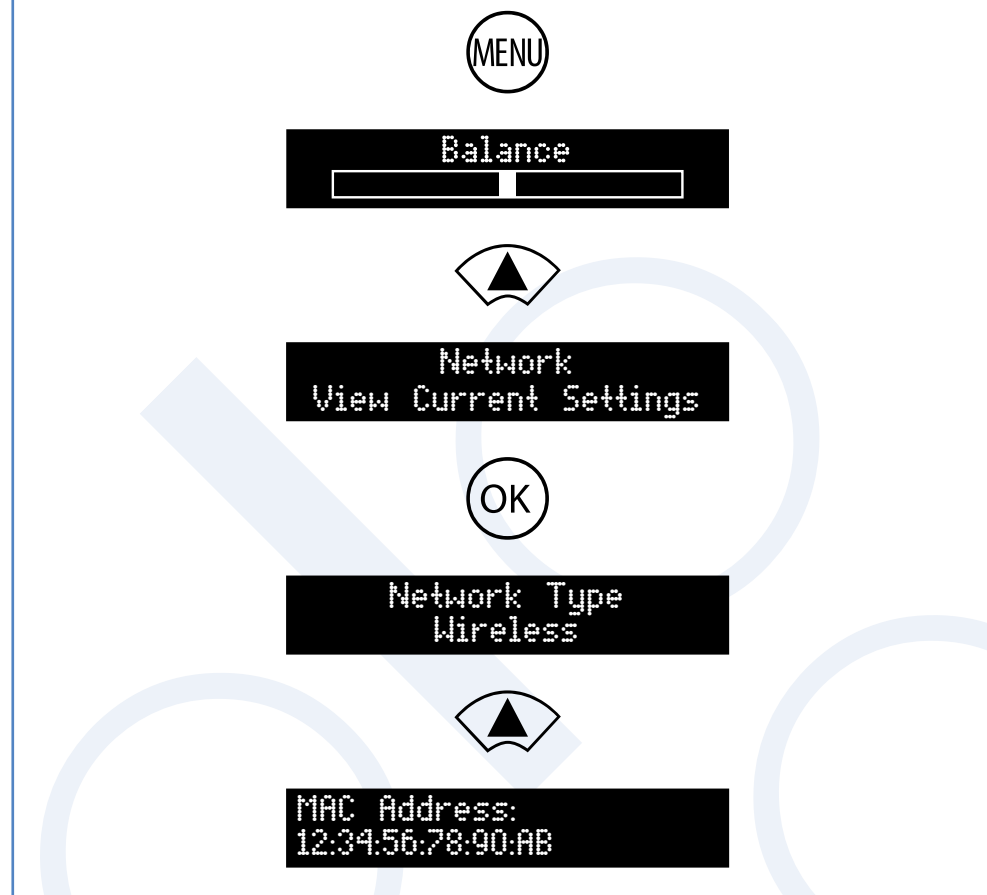 MENU
Balance
Network
View Current Settings
OK
Network Type
Wireless
MAC Address:
12:34:56:78:90:AB